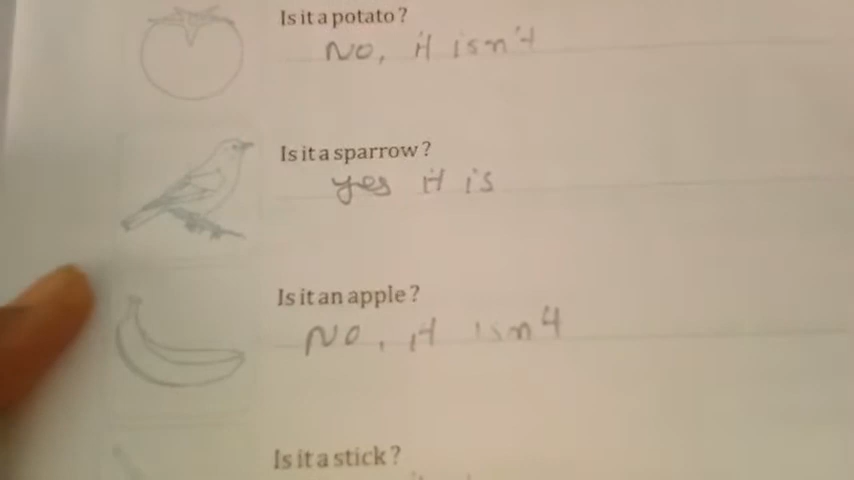 Is it a potato?
No, it isn't
Is it a sparrow?
yes it is
Is it an apple?
No, it isn't
Is it a stick?